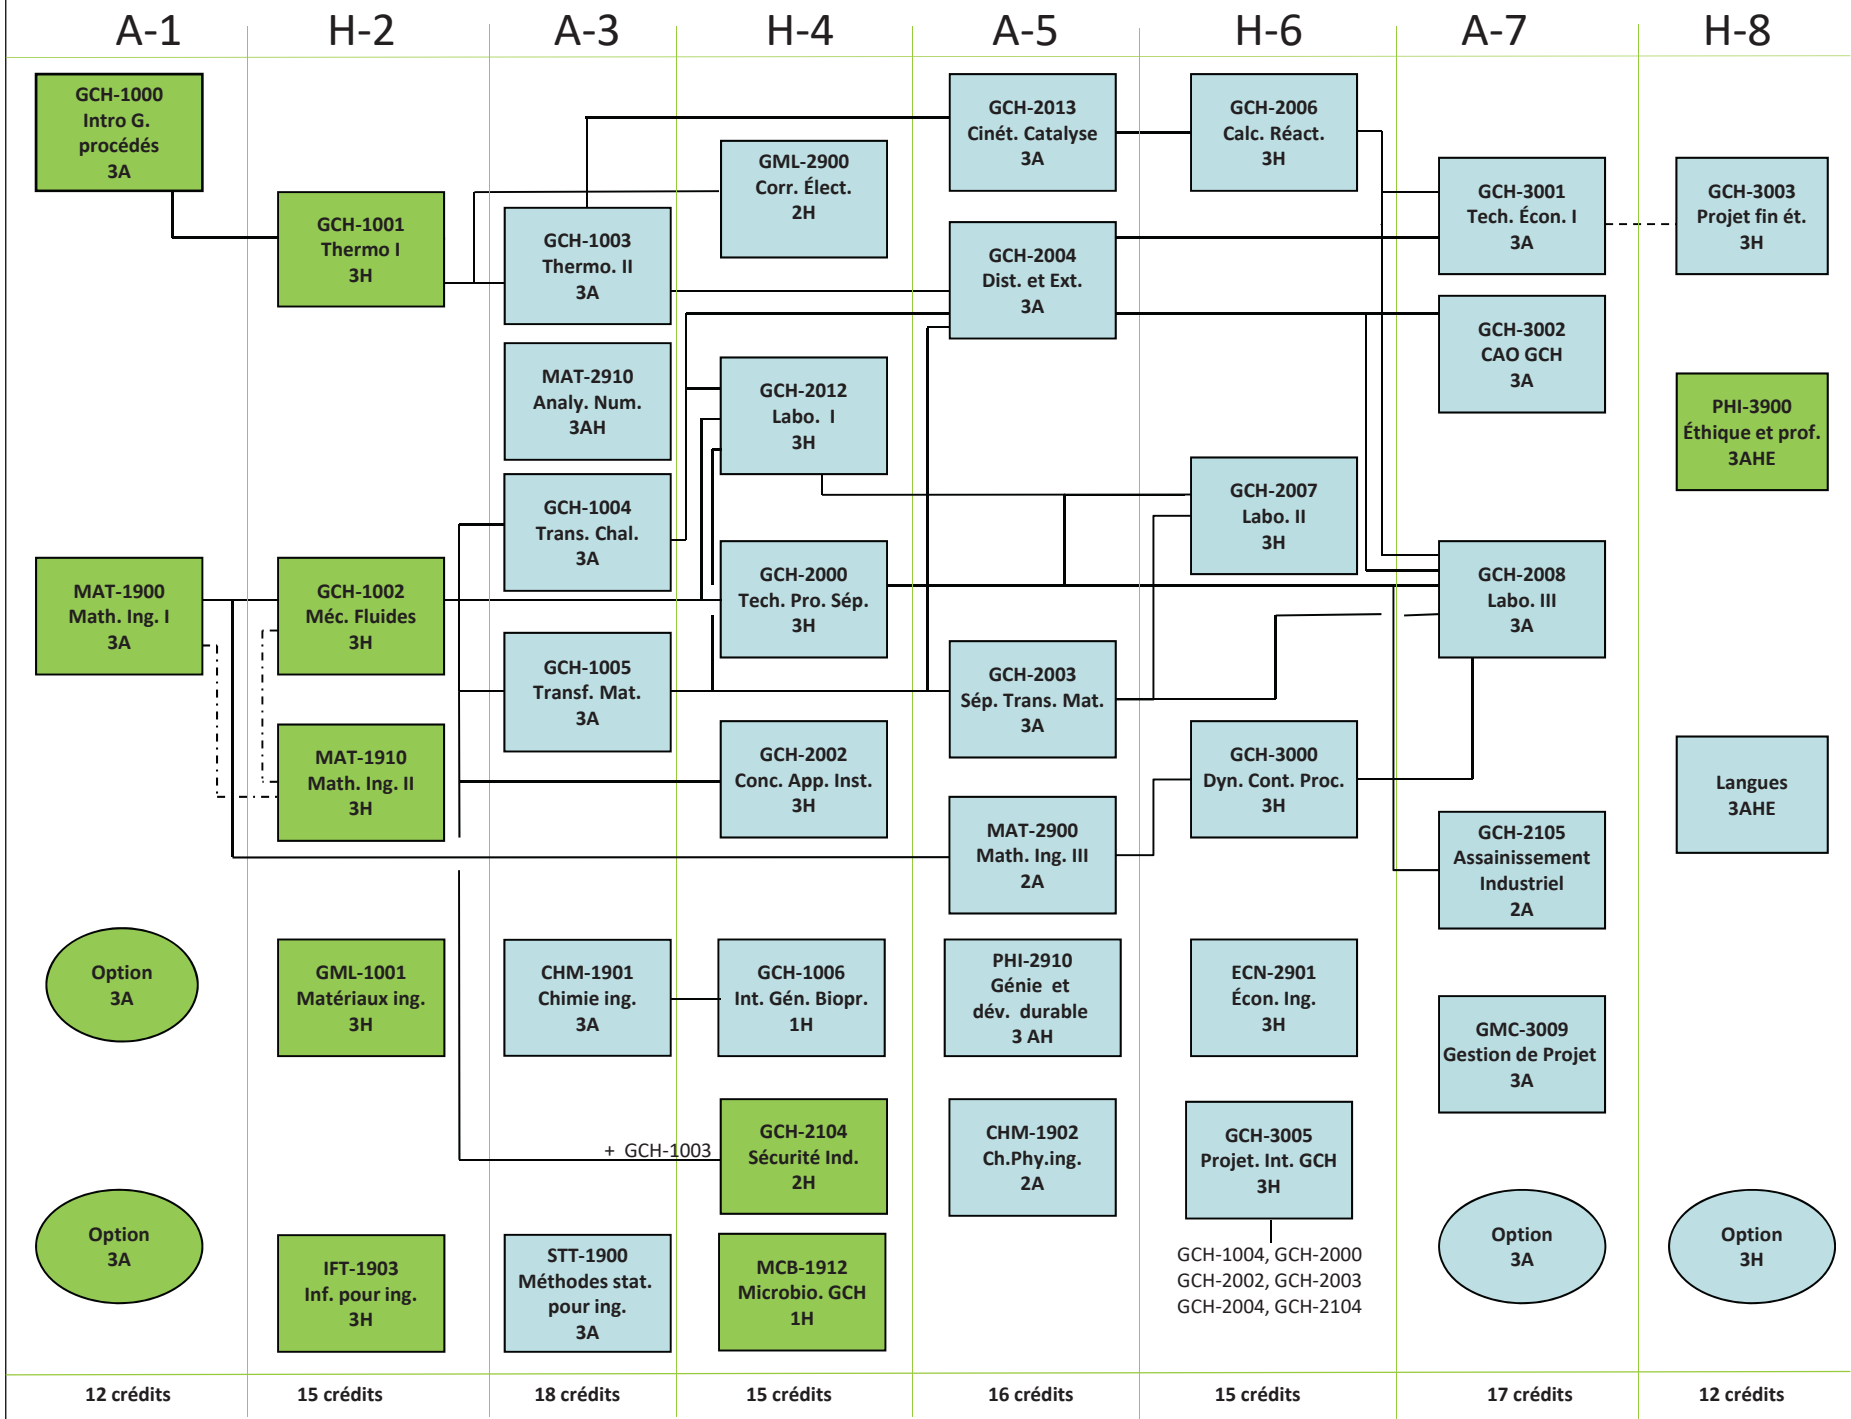 A-1
H-2
A-3
H-4
A-5
H-6
A-7
H-8
GCH-1000
Intro G.
procédés
3A
MAT-1900
Math. Ing. I
3A
Option
3A
Option
3A
GCH-1001
Thermo I
3H
GCH-1002
Méc. Fluides
3H
MAT-1910
Math. Ing. II
3H
GML-1001
Matériaux ing.
3H
IFT-1903
Inf. pour ing.
3H
GCH-1003
Thermo. II
3A
MAT-2910
Analy. Num.
3AH
GCH-1004
Trans. Chal.
3A
GCH-1005
Transf. Mat.
3A
CHM-1901
Chimie ing.
3A
+ GCH-1003
STT-1900
Méthodes stat.
pour ing.
3A
GML-2900
Corr. Élect.
2H
GCH-2012
Labo. I
3H
GCH-2000
Tech. Pro. Sép.
3H
GCH-2002
Conc. App. Inst.
3H
GCH-1006
Int. Gén. Biopr.
1H
GCH-2104
Sécurité Ind.
2H
MCB-1912
Microbio. GCH
1H
GCH-2013
Cinét. Catalyse
3A
GCH-2004
Dist. et Ext.
3A
GCH-2003
Sép. Trans. Mat.
3A
MAT-2900
Math. Ing. III
2A
PHI-2910
Génie et
dév. durable
3 AH
CHM-1902
Ch.Phy.ing.
2A
GCH-2006
Calc. Réact.
3H
GCH-2007
Labo. II
3H
GCH-3000
Dyn. Cont. Proc.
3H
ECN-2901
Écon. Ing.
3H
GCH-3005
Projet. Int. GCH
3H
GCH-1004, GCH-2000
GCH-2002, GCH-2003
GCH-2004, GCH-2104
GCH-3001
Tech. Écon. I
3A
GCH-3002
CAO GCH
3A
GCH-2008
Labo. III
3A
GCH-2105
Assainissement
Industriel
2A
GMC-3009
Gestion de Projet
3A
Option
3A
GCH-3003
Projet fin ét.
3H
PHI-3900
Éthique et prof.
3AHE
Langues
3AHE
Option
3H
12 crédits
15 crédits
18 crédits
15 crédits
16 crédits
15 crédits
17 crédits
12 crédits